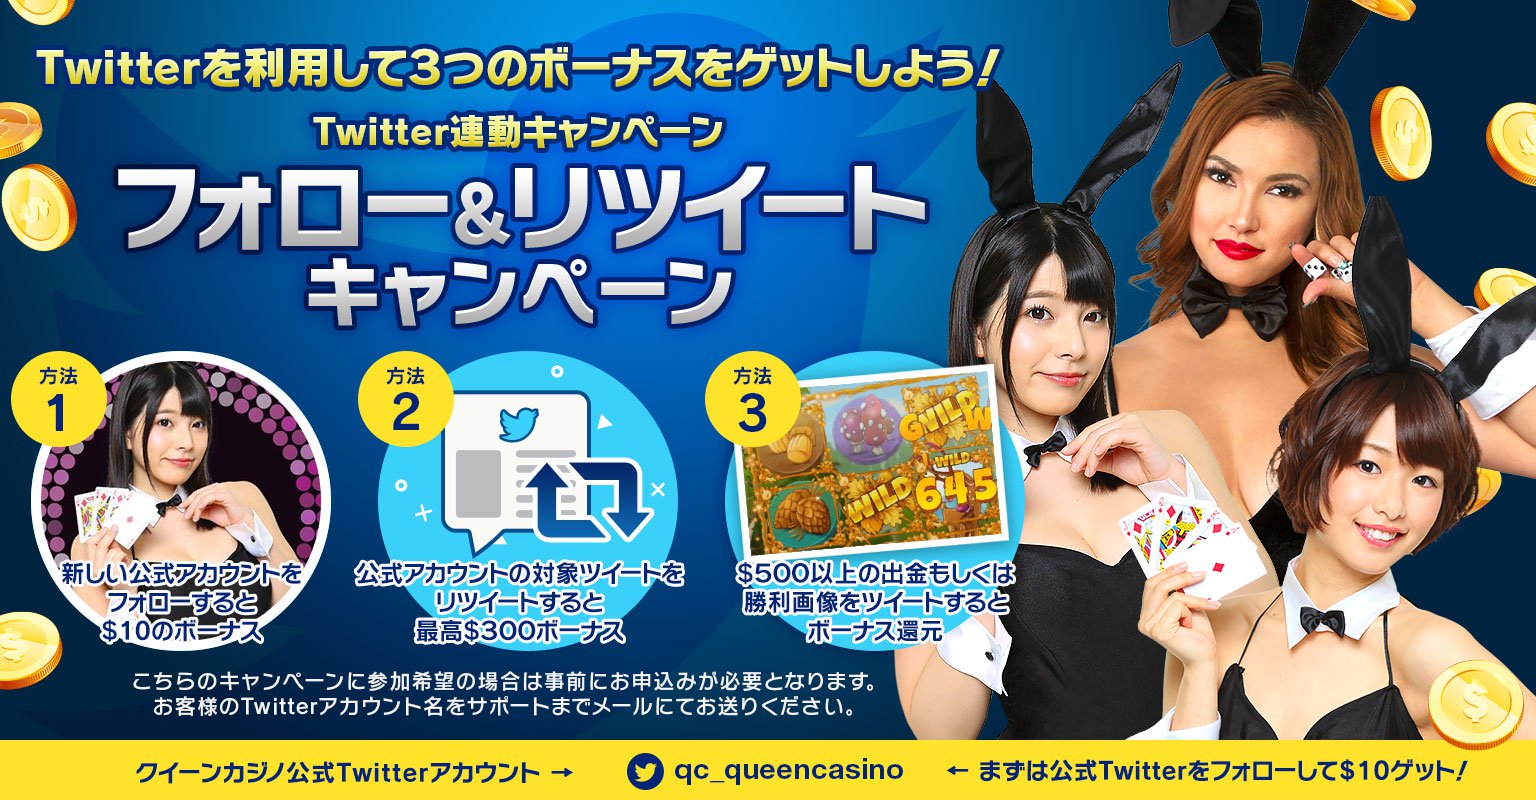 Twitterを利用して3つのボーナスをゲットしよう!
Twitter連動キャンペーン
フォロー&リツイート
キャンペーン
方法
1
新しい公式アカウントを
フォローすると
$10のボーナス
方法
2
公式アカウントの対象ツイートを
リツイートすると
最高$300ボーナス
方法
3
GWILD W
WILD
WILD 645
$500以上の出金もしくは
勝利画像をツイートすると
ボーナス還元
こちらのキャンペーンに参加希望の場合は事前にお申込みが必要となります。
お客様のTwitterアカウント名をサポートまでメールにてお送りください。
クイーンカジノ公式Twitterアカウント → qc_queencasino ← まずは公式Twitterをフォローして$10ゲット!